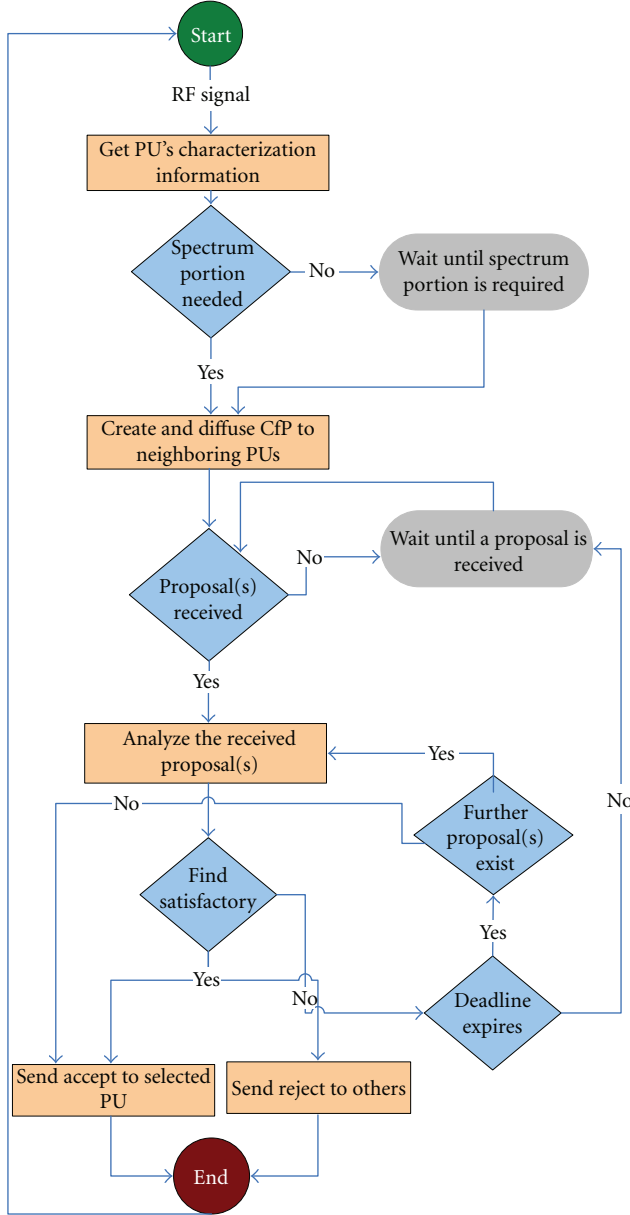 Start
RF signal
Get PU's characterization
information
Spectrum
portion
needed
No
Wait until spectrum
portion is required
Yes
Create and diffuse CfP to
neighboring PUs
Proposal(s)
received
No
Wait until a proposal is
received
Yes
Analyze the received
proposal(s)
Yes
No
Further
proposal(s)
exist
No
Find
satisfactory
Yes
Yes
No
Deadline
expires
Send accept to selected
PU
Send reject to others
End